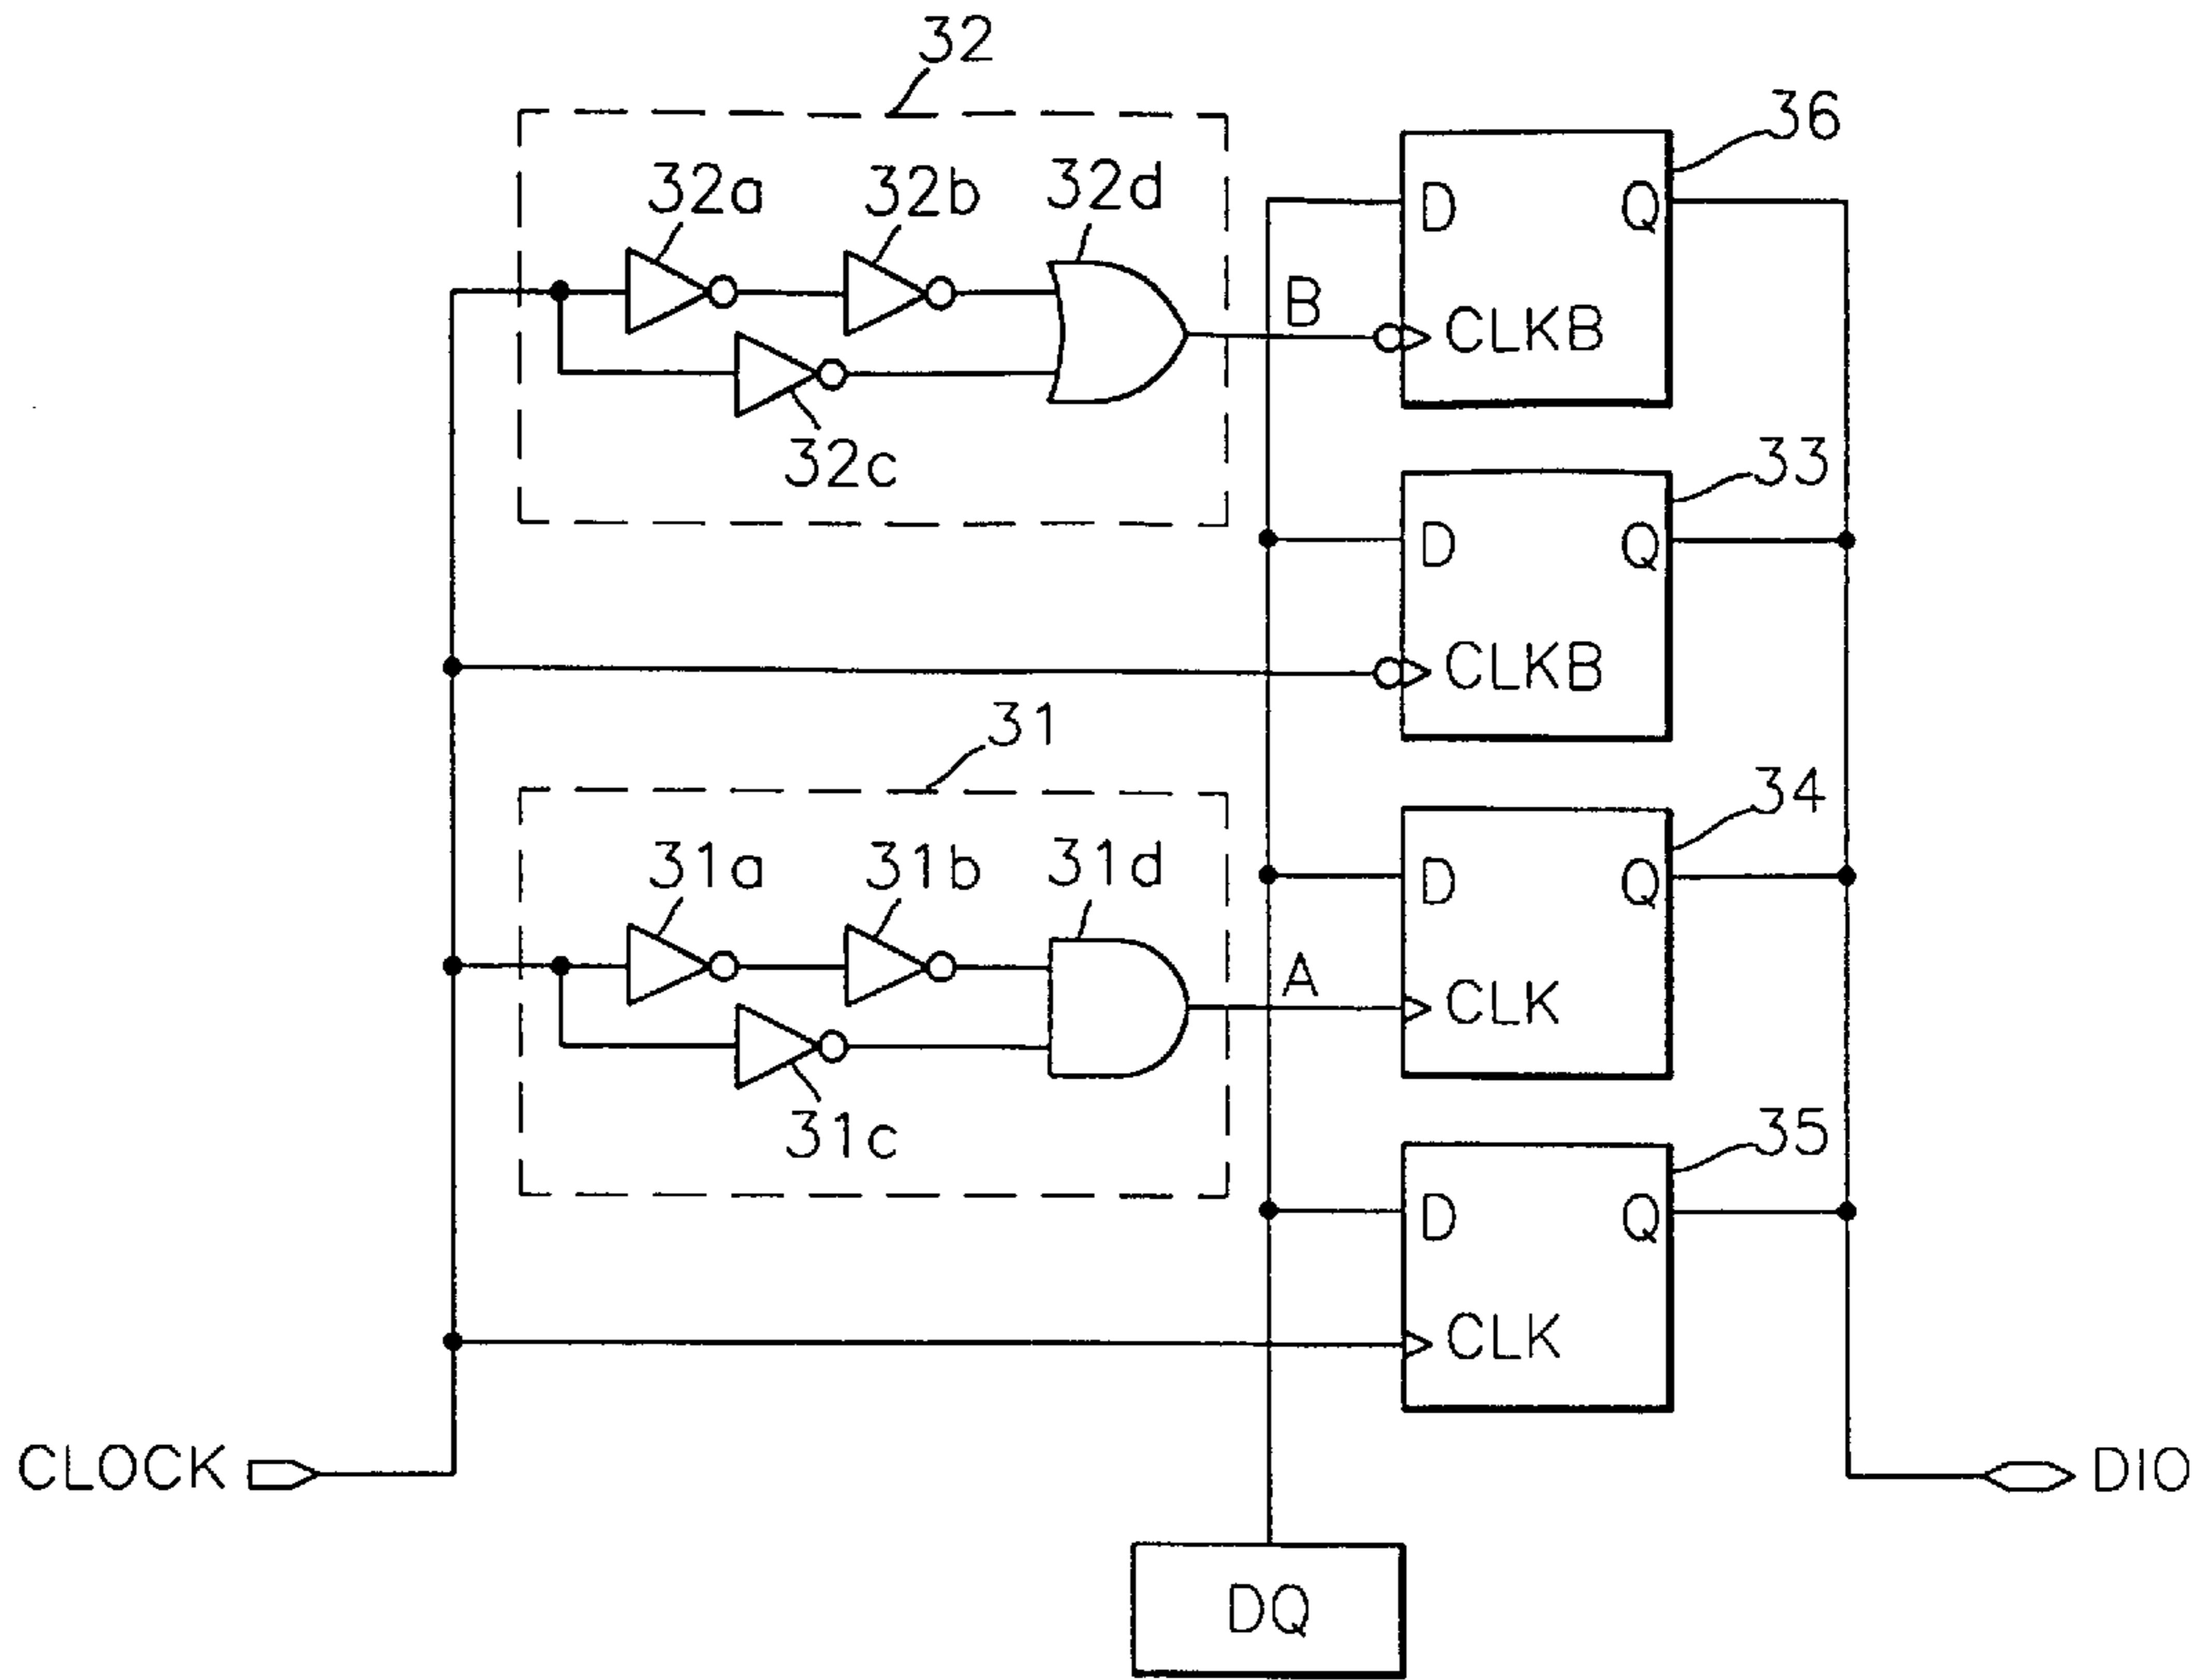 32
32a 32b 32d
32c
B
36
D Q
CLKB
33
D Q
CLKB
31
31a 31b 31d
31c
A
34
D Q
CLK
35
D Q
CLK
CLOCK
DIO
DQ